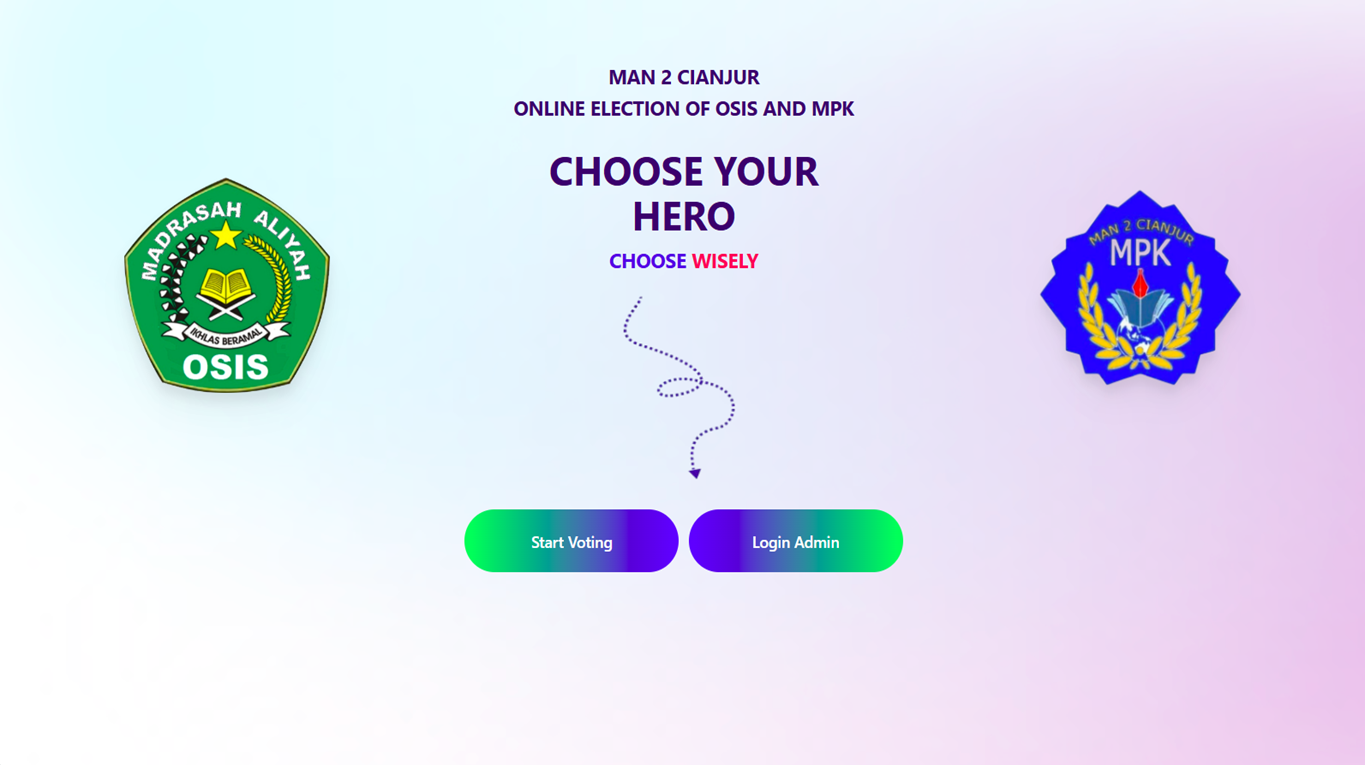 MAN 2 CIANJUR
ONLINE ELECTION OF OSIS AND MPK
CHOOSE YOUR
HERO
CHOOSE WISELY
MADRASAH ALIYAH
IKHLAS BERAMAL
OSIS
MAN 2 CIANJUR
MPK
Start Voting
Login Admin